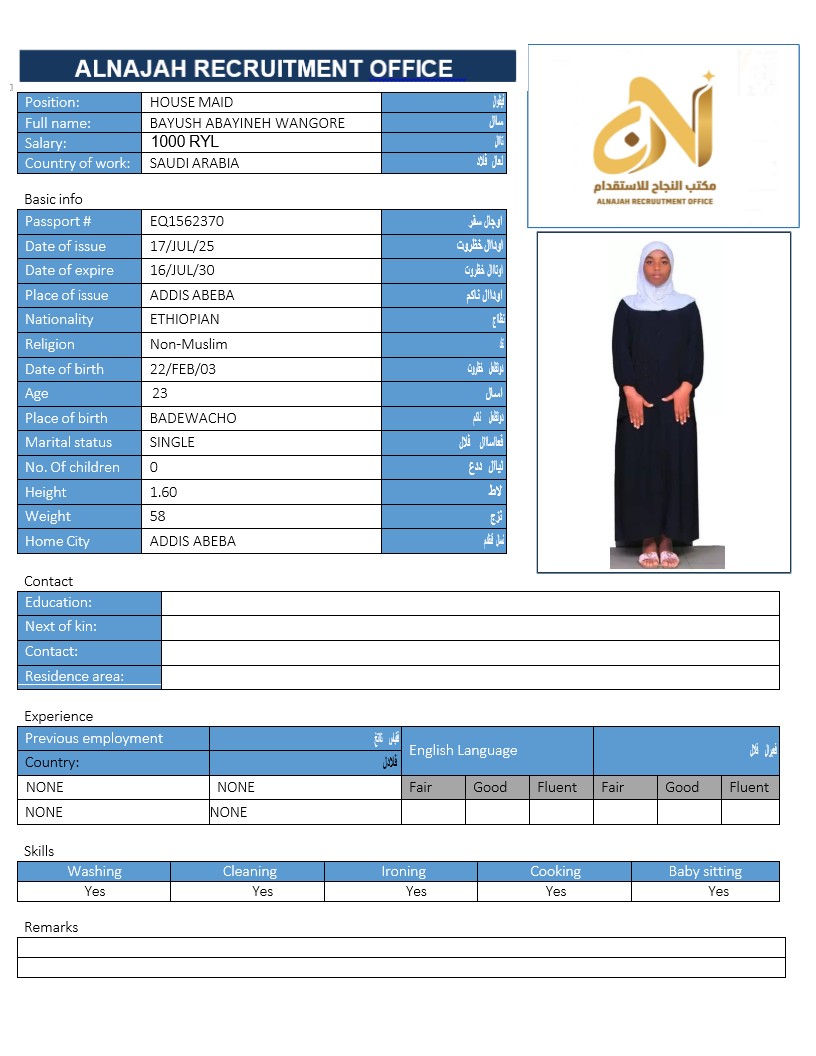 ALNAJAH RECRUITMENT OFFICE
Position: HOUSE MAID
Full name: BAYUSH ABAYINEH WANGORE
Salary: 1000 RYL
Country of work: SAUDI ARABIA
مكتب النجاح للاستقدام
ALNAJAH RECRUUTMENT OFFICE
Basic info
Passport # EQ1562370
Date of issue 17/JUL/25
Date of expire 16/JUL/30
Place of issue ADDIS ABEBA
Nationality ETHIOPIAN
Religion Non-Muslim
Date of birth 22/FEB/03
Age 23
Place of birth BADEWACHO
Marital status SINGLE
No. Of children 0
Height 1.60
Weight 58
Home City ADDIS ABEBA
Contact
Education:
Next of kin:
Contact:
Residence area:
Experience
Previous employment
Country:
English Language
NONE NONE Fair Good Fluent Fair Good Fluent
NONE NONE
Skills
Washing Cleaning Ironing Cooking Baby sitting
Yes Yes Yes Yes Yes
Remarks